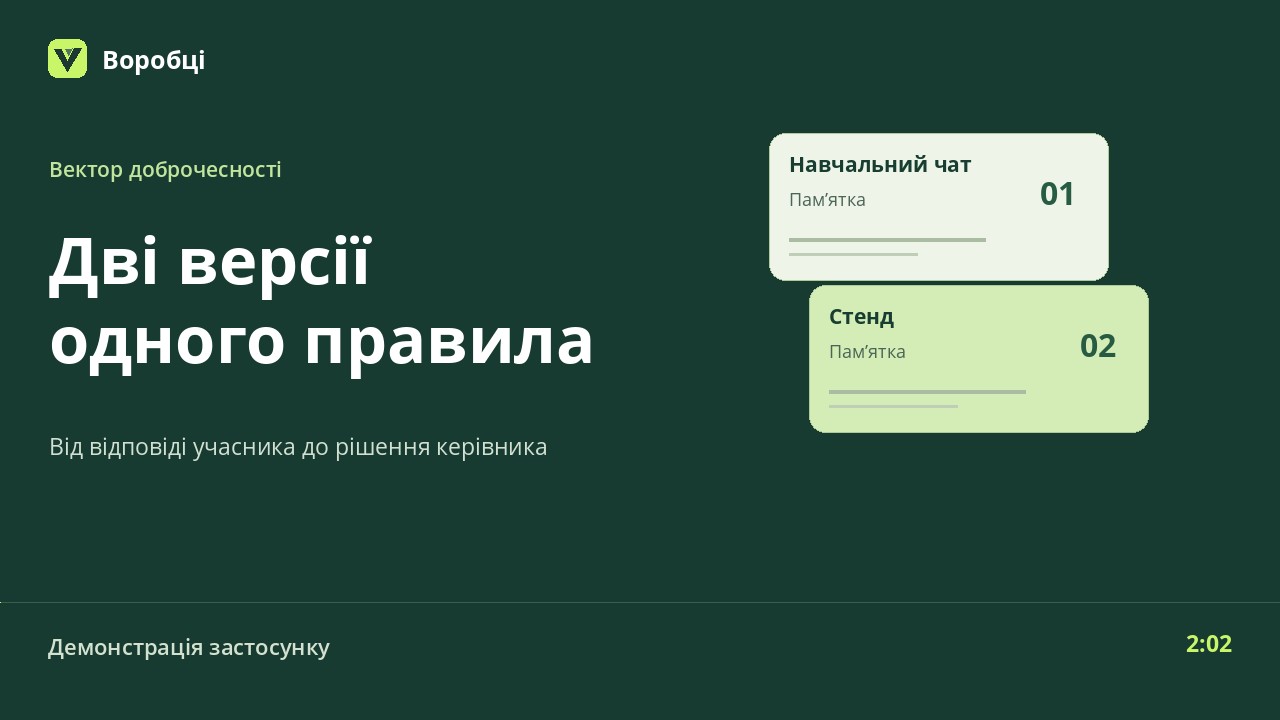 Воробці
Вектор доброчесності
Дві версії
одного правила
Від відповіді учасника до рішення керівника
Навчальний чат
Пам’ятка
01
Стенд
Пам’ятка
02
Демонстрація застосунку
2:02